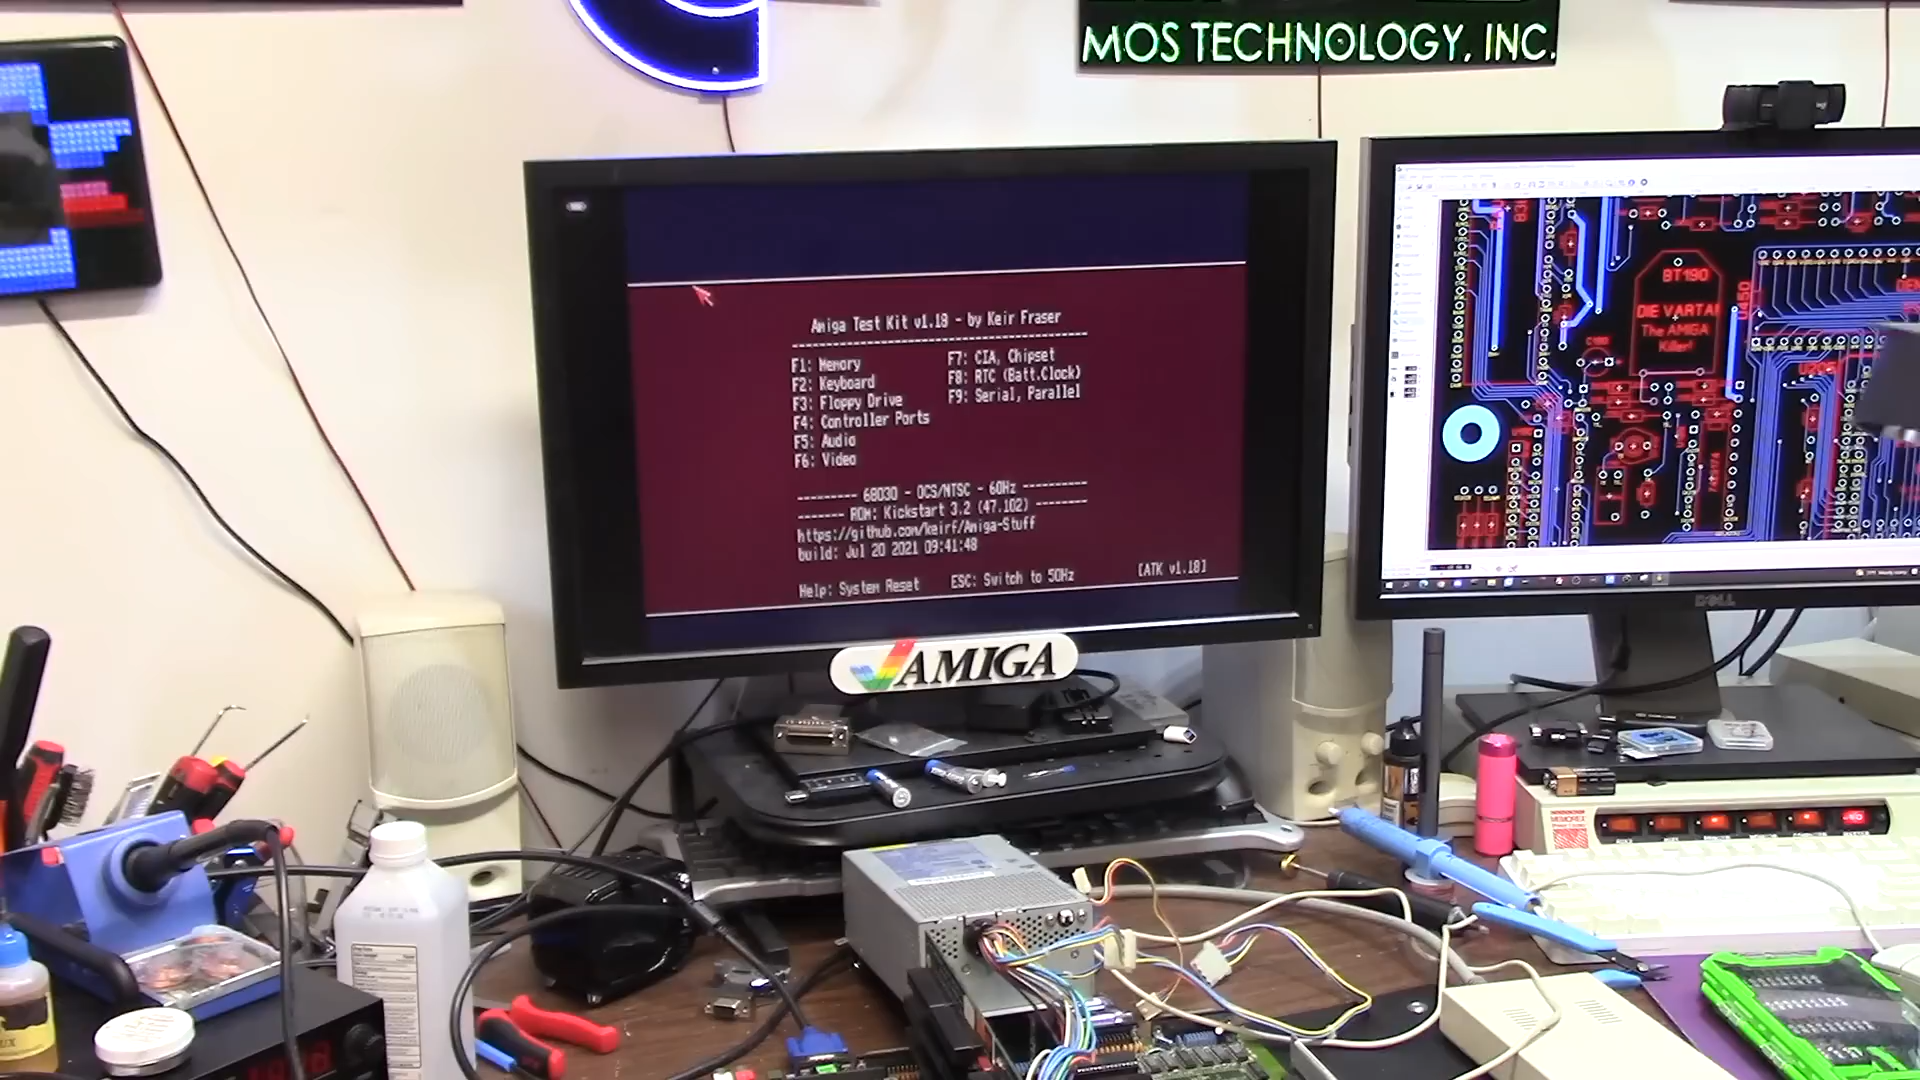 MOS TECHNOLOGY, INC.
Amiga Test Kit v1.18 - by Keir Fraser
F1: Memory
F2: Keyboard
F3: Floppy Drive
F4: Controller Ports
F5: Audio
F6: Video
F7: CIA, Chipset
F8: RTC (Batt.Clock)
F9: Serial, Parallel
--------- 68030 - OCS/NTSC - 60Hz ----------
------- ROM: Kickstart 3.2 (47.102) --------
https://github.com/keirf/Amiga-Stuff
build: Jul 20 2021 09:41:48
Help: System Reset ESC: Switch to 50Hz
[ATK v1.18]
AMIGA
BT190
The AMIGA
Killer!
DELL